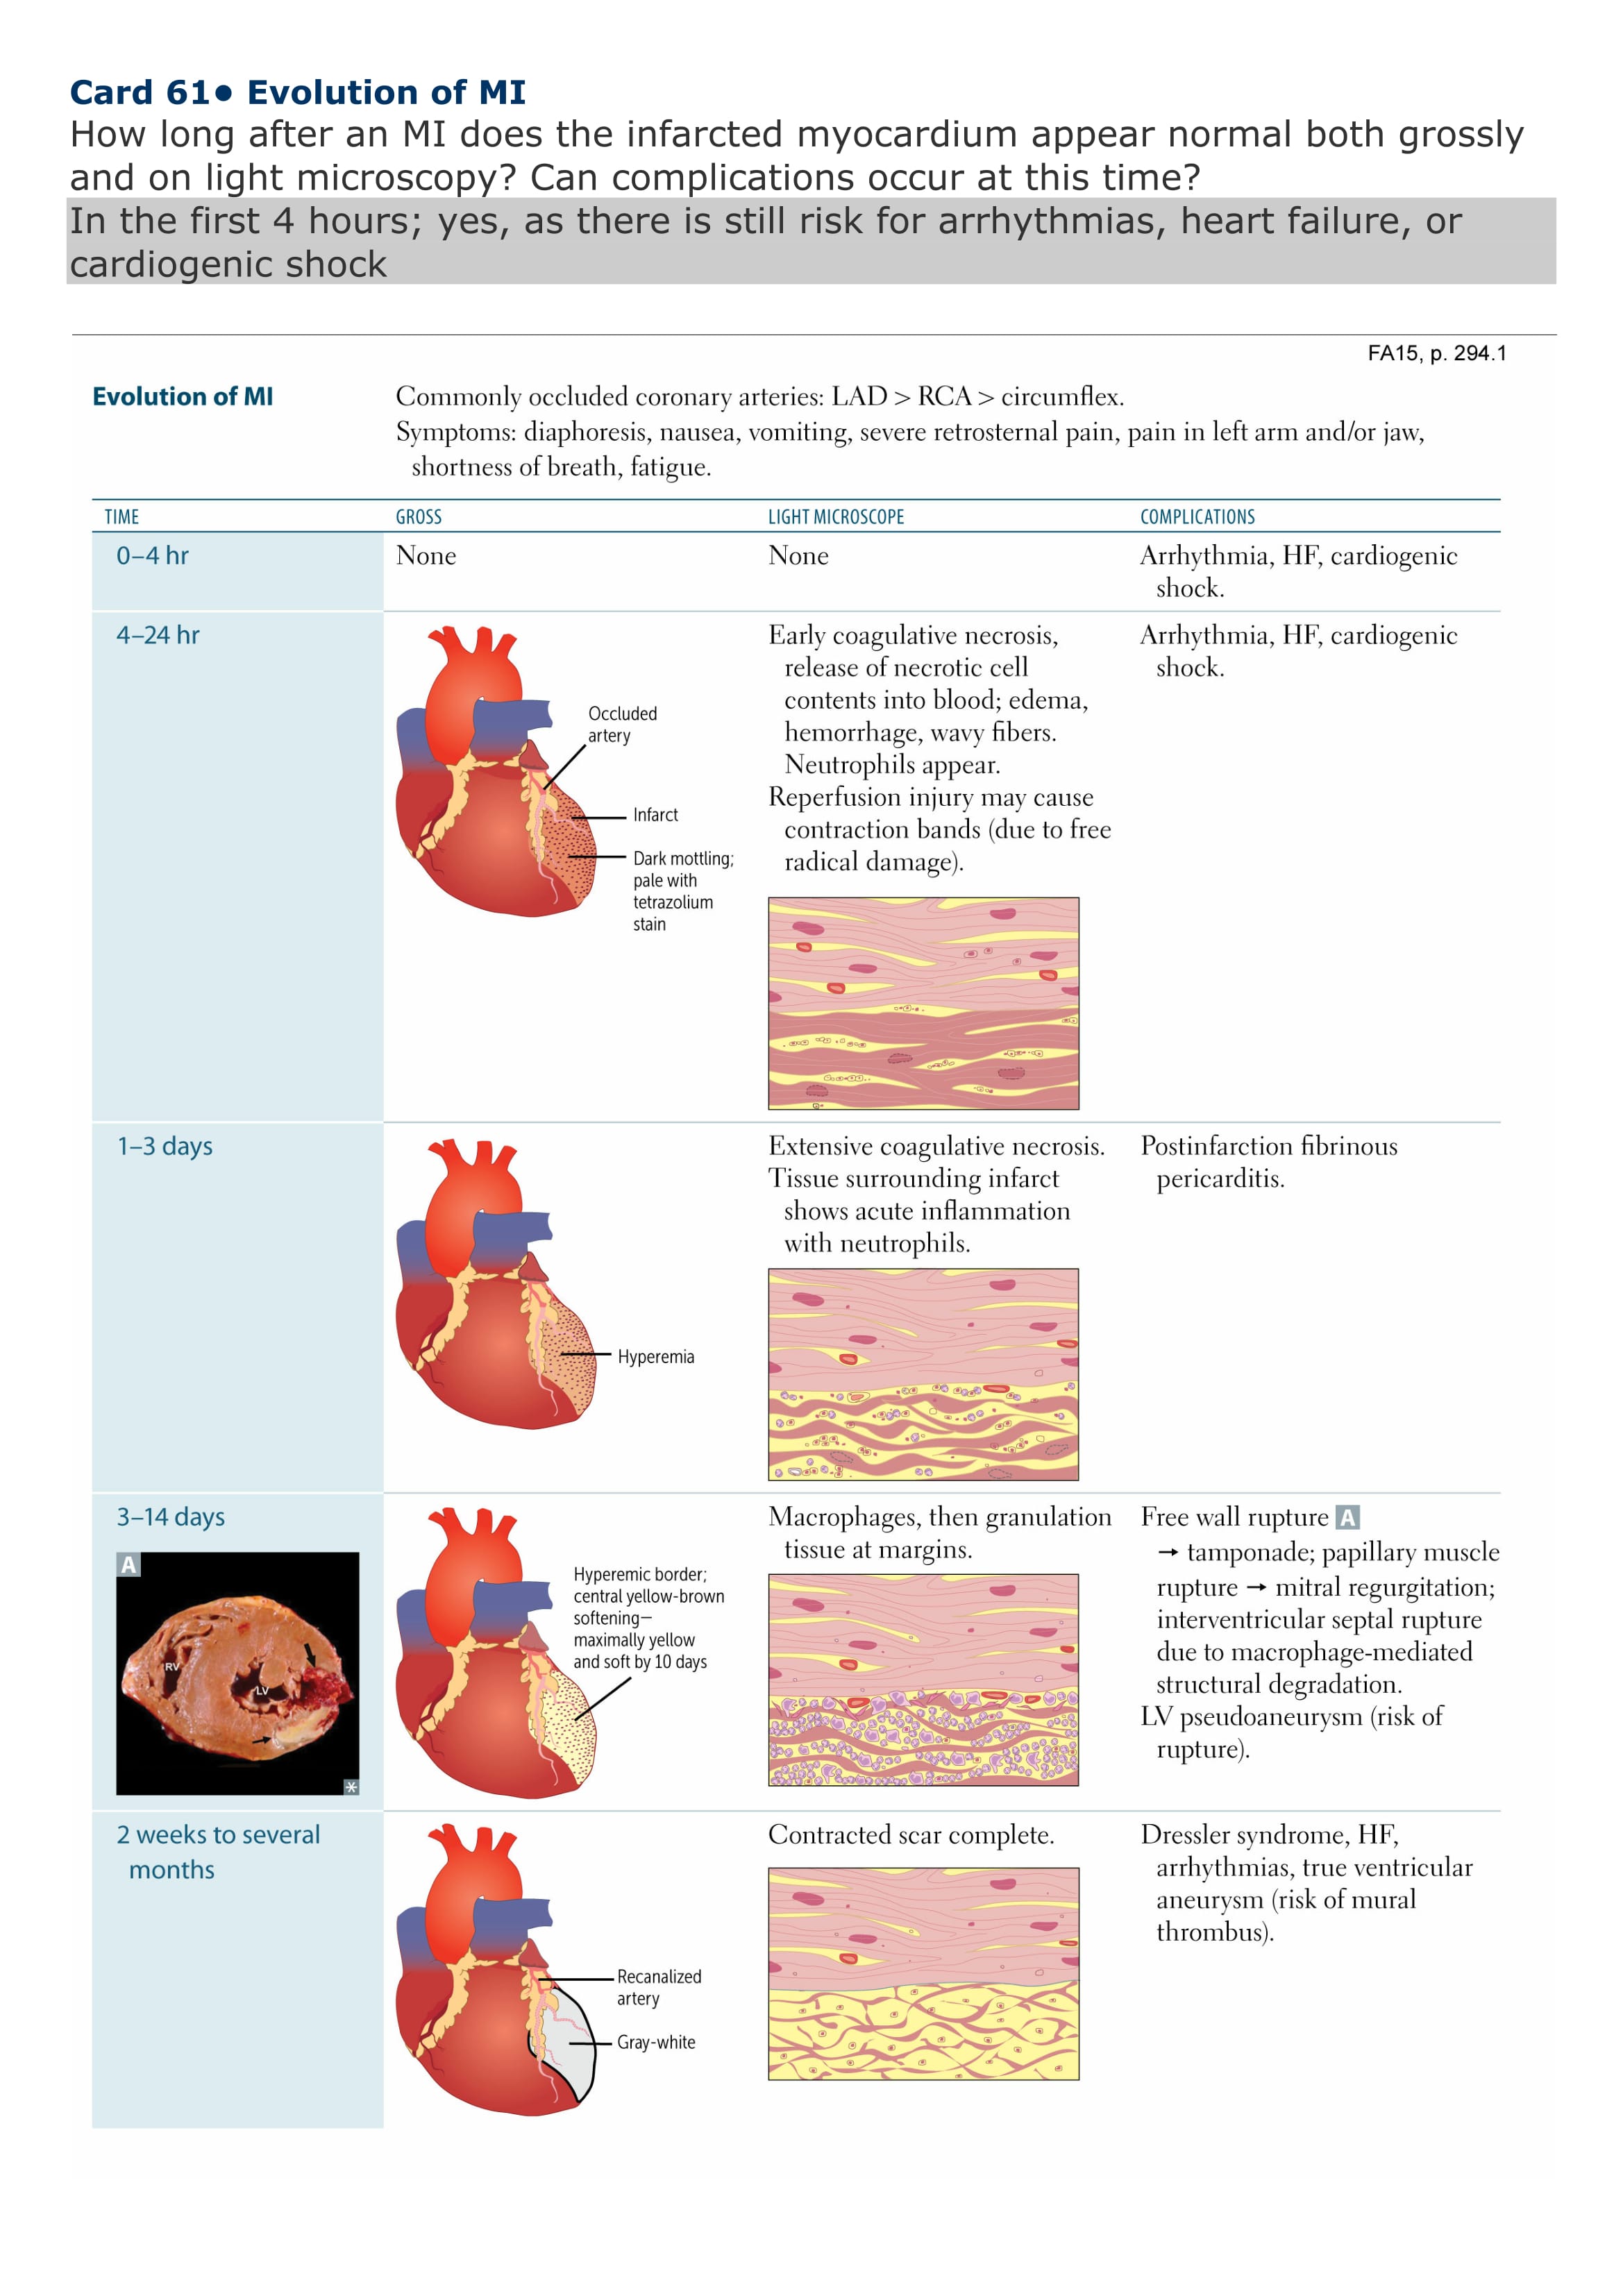 Card 61• Evolution of MI
How long after an MI does the infarcted myocardium appear normal both grossly
and on light microscopy? Can complications occur at this time?
In the first 4 hours; yes, as there is still risk for arrhythmias, heart failure, or
cardiogenic shock
FA15, p. 294.1
Evolution of MI
Commonly occluded coronary arteries: LAD > RCA > circumflex.
Symptoms: diaphoresis, nausea, vomiting, severe retrosternal pain, pain in left arm and/or jaw,
shortness of breath, fatigue.
TIME GROSS LIGHT MICROSCOPE COMPLICATIONS
0–4 hr
None
None
Arrhythmia, HF, cardiogenic
shock.
4–24 hr
Occluded
artery
Infarct
Dark mottling;
pale with
tetrazolium
stain
Early coagulative necrosis,
release of necrotic cell
contents into blood; edema,
hemorrhage, wavy fibers.
Neutrophils appear.
Reperfusion injury may cause
contraction bands (due to free
radical damage).
Arrhythmia, HF, cardiogenic
shock.
1–3 days
Hyperemia
Extensive coagulative necrosis.
Tissue surrounding infarct
shows acute inflammation
with neutrophils.
Postinfarction fibrinous
pericarditis.
3–14 days
A
RV
LV
*
Hyperemic border;
central yellow-brown
softening—
maximally yellow
and soft by 10 days
Macrophages, then granulation
tissue at margins.
Free wall rupture A
→ tamponade; papillary muscle
rupture → mitral regurgitation;
interventricular septal rupture
due to macrophage-mediated
structural degradation.
LV pseudoaneurysm (risk of
rupture).
2 weeks to several
months
Recanalized
artery
Gray-white
Contracted scar complete.
Dressler syndrome, HF,
arrhythmias, true ventricular
aneurysm (risk of mural
thrombus).